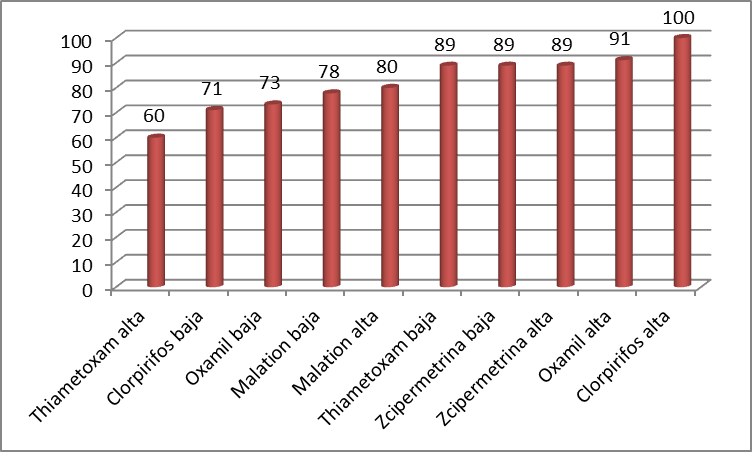 100
90
80
70
60
50
40
30
20
10
0
60
71
73
78
80
89
89
89
91
100
Thiametoxam alta
Clorpirifos baja
Oxamil baja
Malation baja
Malation alta
Thiametoxam baja
Zcipermetrina baja
Zcipermetrina alta
Oxamil alta
Clorpirifos alta